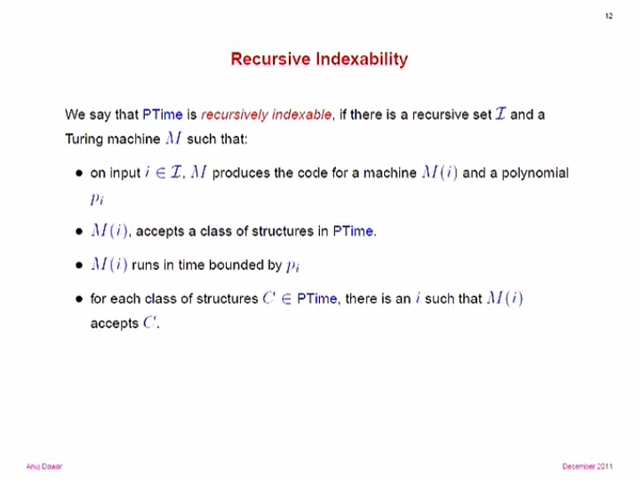 12
Recursive Indexability
We say that PTime is recursively indexable, if there is a recursive set ℐ and a
Turing machine M such that:
• on input i ∈ ℐ, M produces the code for a machine M(i) and a polynomial
pᵢ
• M(i), accepts a class of structures in PTime.
• M(i) runs in time bounded by pᵢ
• for each class of structures C ∈ PTime, there is an i such that M(i)
accepts C.
Anuj Dawar
December 2011